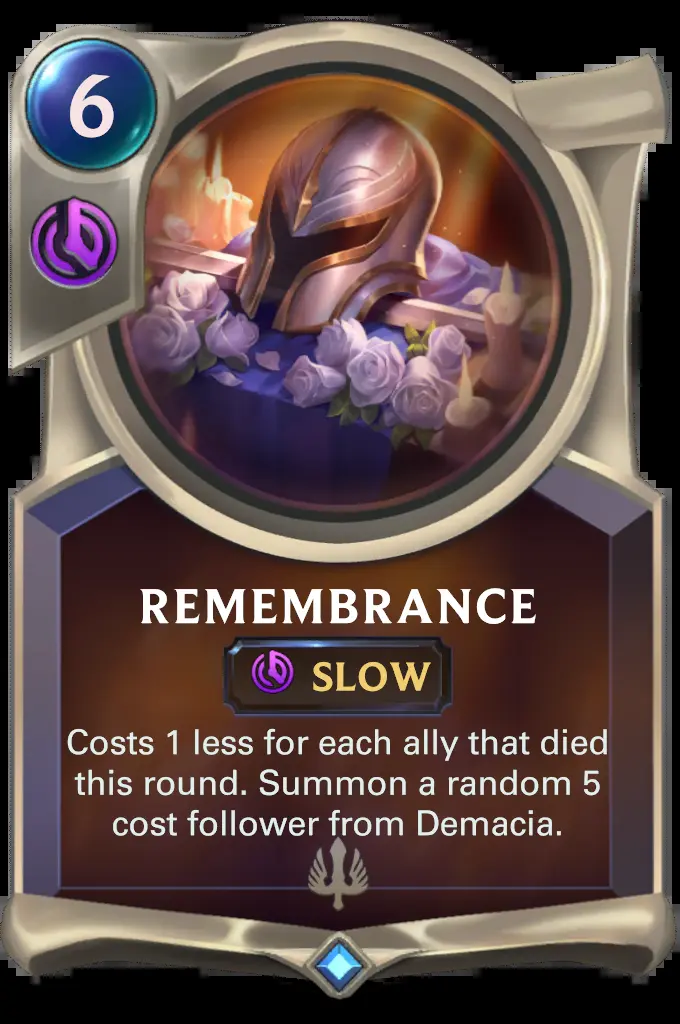 6
REMEMBRANCE
SLOW
Costs 1 less for each ally that died
this round. Summon a random 5
cost follower from Demacia.